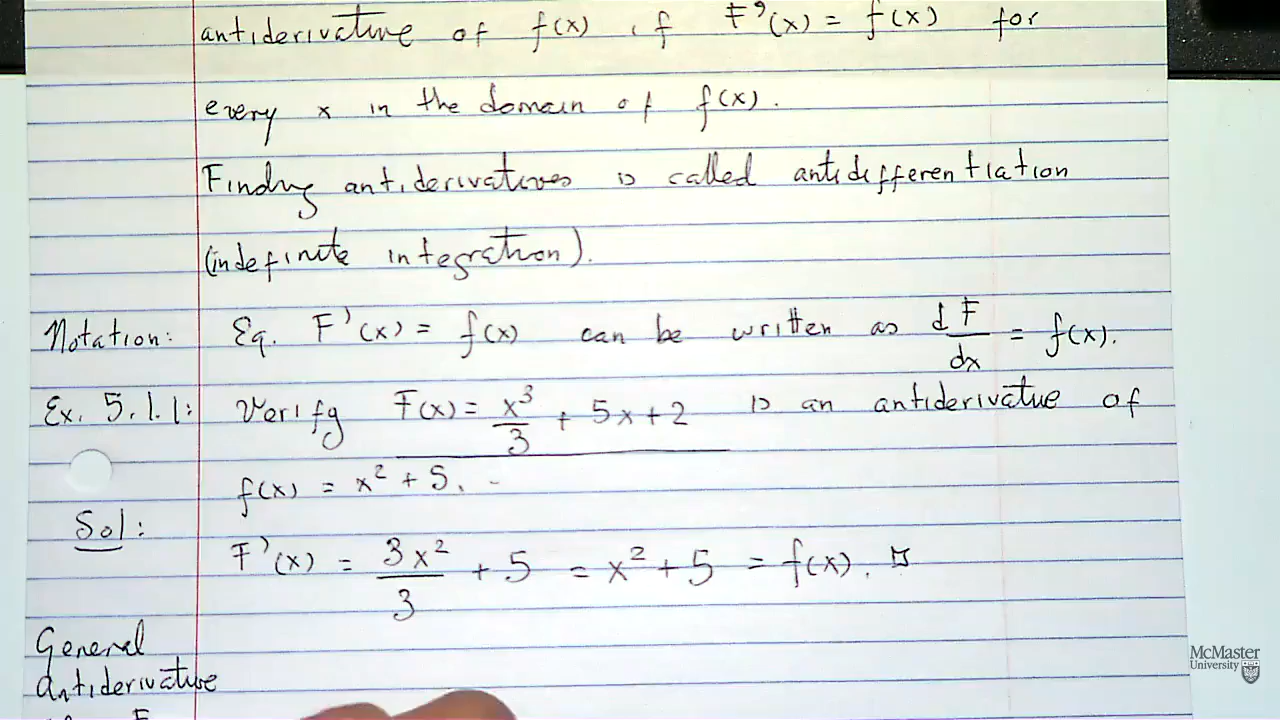 antiderivative of f(x) if F'(x) = f(x) for
every x in the domain of f(x).
Finding antiderivatives is called antidifferentiation
(indefinite integration).
Notation: Eq. F'(x) = f(x) can be written as dF/dx = f(x).
Ex. 5.1.1: Verify F(x) = x³/3 + 5x + 2 is an antiderivative of
f(x) = x² + 5.
Sol:
F'(x) = 3x²/3 + 5 = x² + 5 = f(x).
General
antiderivative
McMaster
University